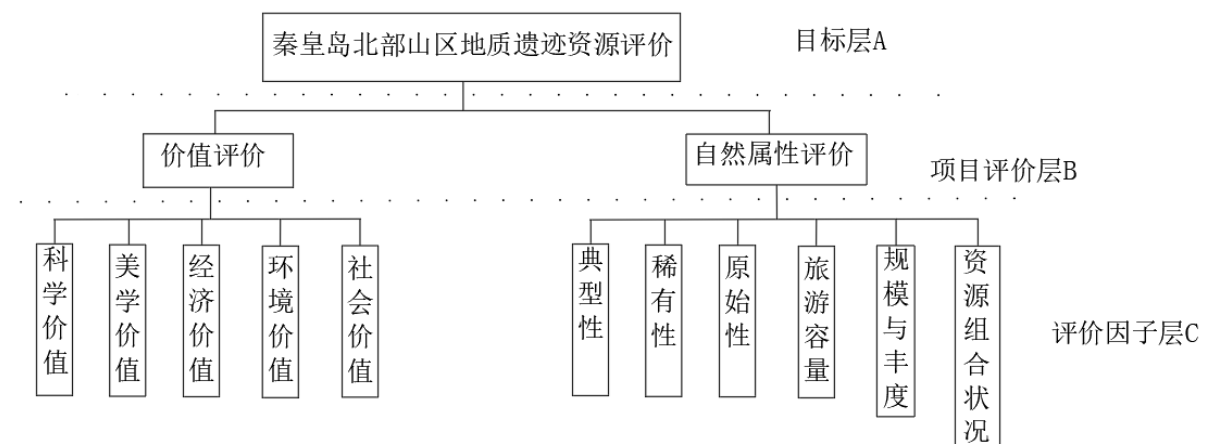 秦皇岛北部山区地质遗迹资源评价
目标层A
价值评价
自然属性评价
项目评价层B
科学价值
美学价值
经济价值
环境价值
社会价值
典型性
稀有性
原始性
旅游容量
规模与丰度
资源组合状况
评价因子层C